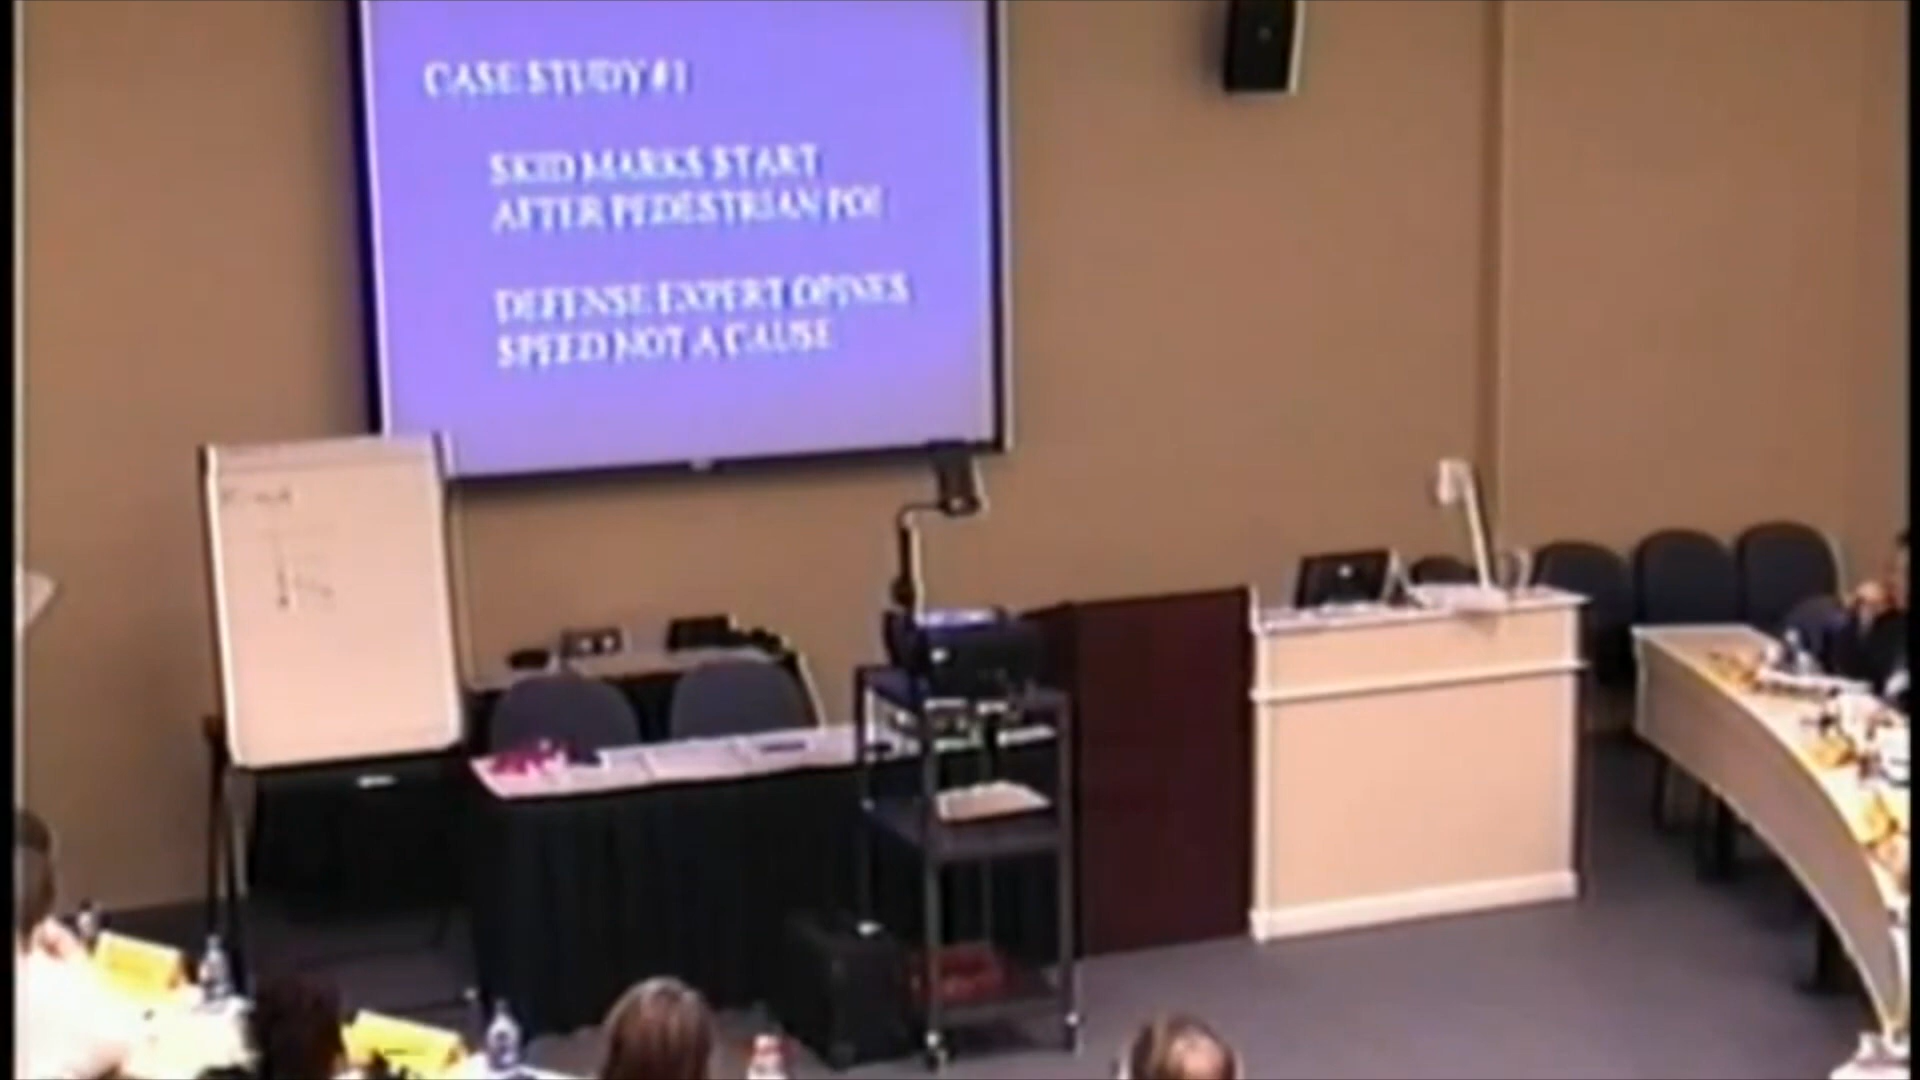 CASE STUDY #1
SKID MARKS START
AFTER PEDESTRIAN POI
DEFENSE EXPERT OPINES
SPEED NOT A CAUSE